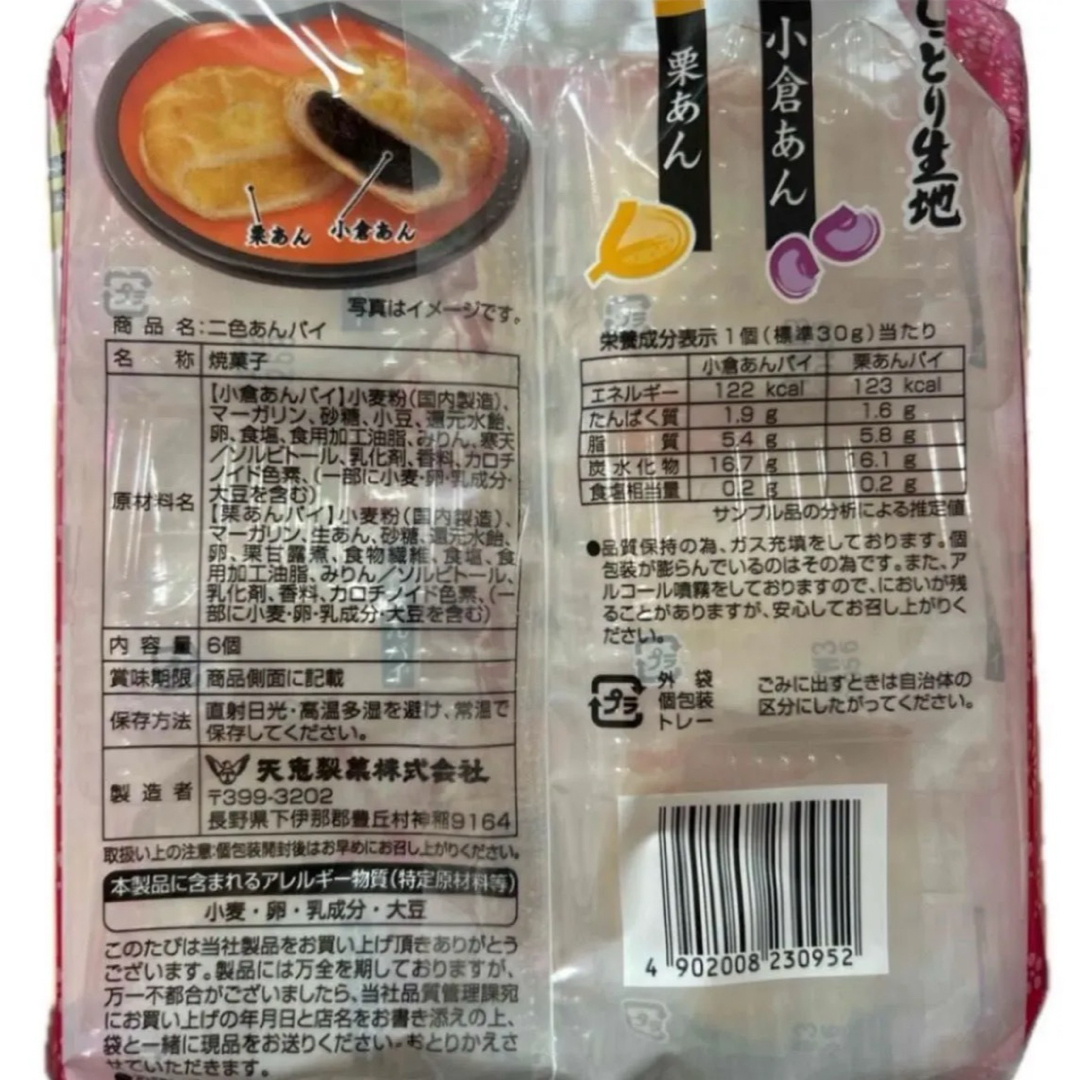 しっとり生地
小倉あん
栗あん
栗あん 小倉あん
写真はイメージです。
商品名:二色あんパイ
名称 焼菓子
原材料名
【小倉あんパイ】小麦粉(国内製造)、
マーガリン、砂糖、小豆、還元水飴、
卵、食塩、食用加工油脂、みりん、寒天
/ソルビトール、乳化剤、香料、カロチ
ノイド色素、(一部に小麦・卵・乳成分・
大豆を含む)
【栗あんパイ】小麦粉(国内製造)、
マーガリン、生あん、砂糖、還元水飴、
卵、栗甘露煮、食物繊維、食塩、食
用加工油脂、みりん/ソルビトール、
乳化剤、香料、カロチノイド色素、(一
部に小麦・卵・乳成分・大豆を含む)
内容量 6個
賞味期限 商品側面に記載
保存方法 直射日光・高温多湿を避け、常温で
保存してください。
製造者
天恵製菓株式会社
〒399-3202
長野県下伊那郡豊丘村神稲9164
取扱い上の注意:個包装開封後はお早めにお召し上がりください。
本製品に含まれるアレルギー物質(特定原材料等)
小麦・卵・乳成分・大豆
このたびは当社製品をお買い上げ頂きありがとう
ございます。製品には万全を期しておりますが、
万一不都合がございましたら、当社品質管理課宛
にお買い上げの年月日と店名をお書き添えの上、
袋と一緒に現品をお送りください。おとりかえさ
せていただきます。
栄養成分表示 1個(標準30g)当たり
小倉あんパイ 栗あんパイ
エネルギー 122 kcal 123 kcal
たんぱく質 1.9 g 1.6 g
脂質 5.4 g 5.8 g
炭水化物 16.7 g 16.1 g
食塩相当量 0.2 g 0.2 g
サンプル品の分析による推定値
●品質保持の為、ガス充填をしております。個
包装が膨らんでいるのはその為です。また、ア
ルコール噴霧をしておりますので、においが残
ることがありますが、安心してお召し上がりく
ださい。
プラ
外袋
個包装
トレー
ごみに出すときは自治体の
区分にしたがってください。
4 902008 230952